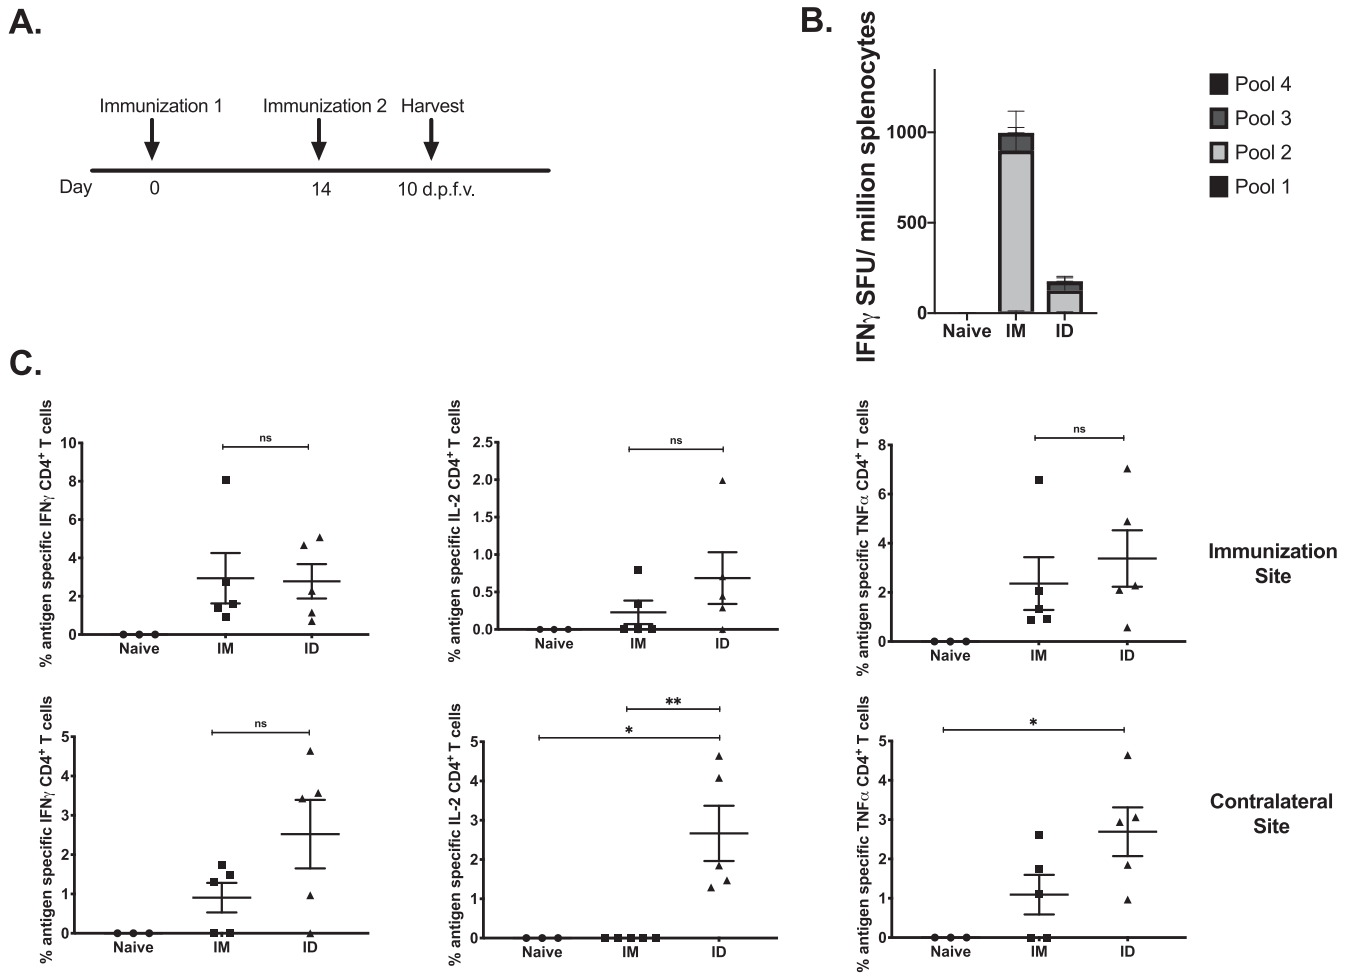 A.
Immunization 1
Immunization 2
Harvest
Day
0
14
10 d.p.f.v.
B.
IFNγ SFU/ million splenocytes
1000
500
0
Naive
IM
ID
Pool 4
Pool 3
Pool 2
Pool 1
C.
% antigen specific IFNγ CD4+ T cells
10
8
6
4
2
0
ns
Naive
IM
ID
% antigen specific IL-2 CD4+ T cells
2.5
2.0
1.5
1.0
0.5
0.0
ns
Naive
IM
ID
% antigen specific TNFα CD4+ T cells
8
6
4
2
0
ns
Naive
IM
ID
Immunization
Site
% antigen specific IFNγ CD4+ T cells
5
4
3
2
1
0
ns
Naive
IM
ID
% antigen specific IL-2 CD4+ T cells
5
4
3
2
1
0
**
*
Naive
IM
ID
% antigen specific TNFα CD4+ T cells
5
4
3
2
1
0
*
Naive
IM
ID
Contralateral
Site